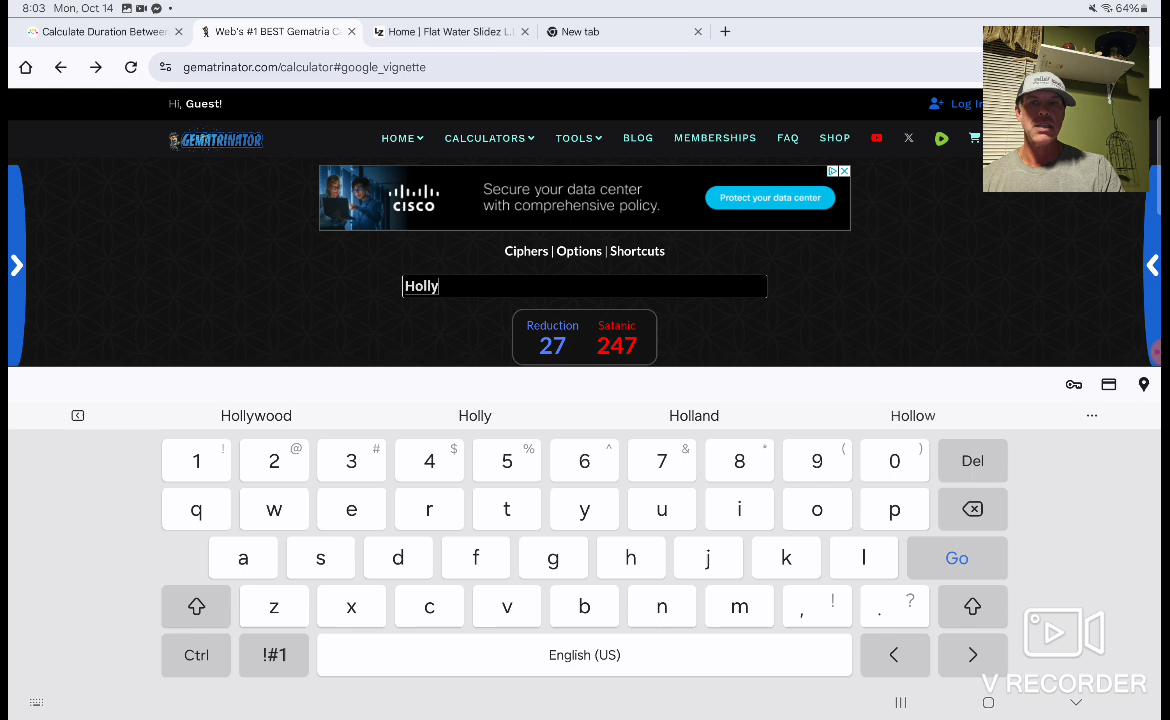 8:03 Mon, Oct 14 64%
Calculate Duration Between Web's #1 BEST Gematria Ca Home | Flat Water Slidez L New tab
gematrinator.com/calculator#google_vignette
Hi, Guest! Log In
GEMATRINATOR HOME CALCULATORS TOOLS BLOG MEMBERSHIPS FAQ SHOP
CISCO
Secure your data center
with comprehensive policy.
Protect your data center
Ciphers | Options | Shortcuts
Holly
Reduction Satanic
27 247
Hollywood Holly Holland Hollow ...
1 ! 2 @ 3 # 4 $ 5 % 6 ^ 7 & 8 * 9 ( 0 ) Del
q w e r t y u i o p
a s d f g h j k l Go
z x c v b n m , ! . ?
Ctrl !#1 English (US) < >
V RECORDER